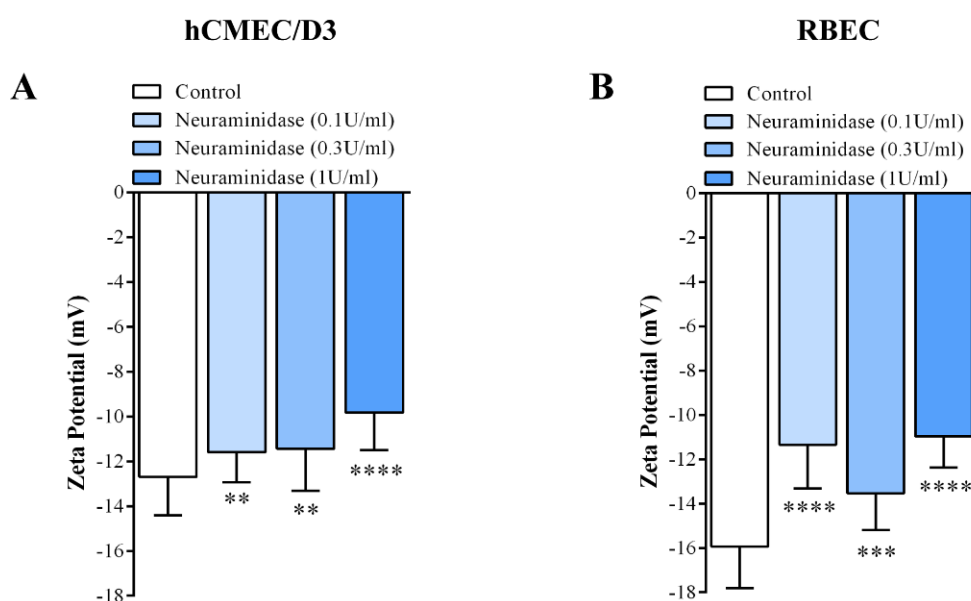 hCMEC/D3
A
Control
Neuraminidase (0.1U/ml)
Neuraminidase (0.3U/ml)
Neuraminidase (1U/ml)
Zeta Potential (mV)
0
-2
-4
-6
-8
-10
-12
-14
-16
-18
**
**
****
RBEC
B
Control
Neuraminidase (0.1U/ml)
Neuraminidase (0.3U/ml)
Neuraminidase (1U/ml)
Zeta Potential (mV)
0
-2
-4
-6
-8
-10
-12
-14
-16
-18
****
***
****